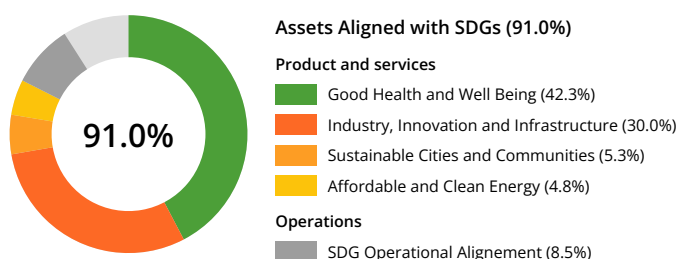 Assets Aligned with SDGs (91.0%)
Product and services
Good Health and Well Being (42.3%)
91.0%
Industry, Innovation and Infrastructure (30.0%)
Sustainable Cities and Communities (5.3%)
Affordable and Clean Energy (4.8%)
Operations
SDG Operational Alignement (8.5%)